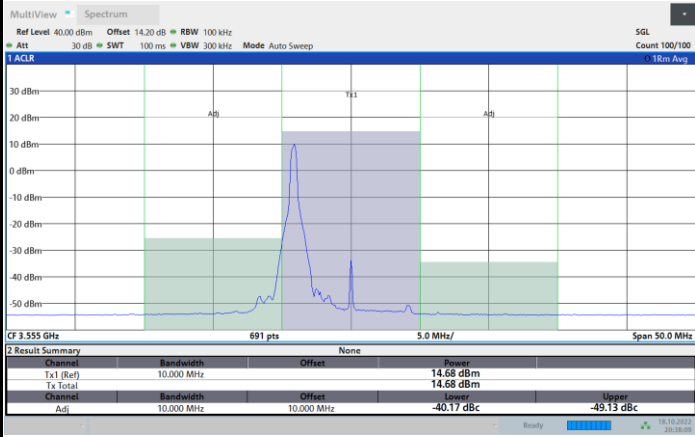 MultiView Spectrum
Ref Level 40.00 dBm Offset 14.20 dB RBW 100 kHz SGL
Att 30 dB SWT 100 ms VBW 300 kHz Mode Auto Sweep Count 100/100
1 ACLR 1Rm Avg
30 dBm
Tx1
20 dBm
Adj Adj
10 dBm
0 dBm
-10 dBm
-20 dBm
-30 dBm
-40 dBm
-50 dBm
CF 3.555 GHz 691 pts 5.0 MHz/ Span 50.0 MHz
2 Result Summary None
Channel Bandwidth Offset Power
Tx1 (Ref) 10.000 MHz 14.68 dBm
Tx Total 14.68 dBm
Channel Bandwidth Offset Lower Upper
Adj 10.000 MHz 10.000 MHz -40.17 dBc -49.13 dBc
Ready 18.10.2022
20:38:09